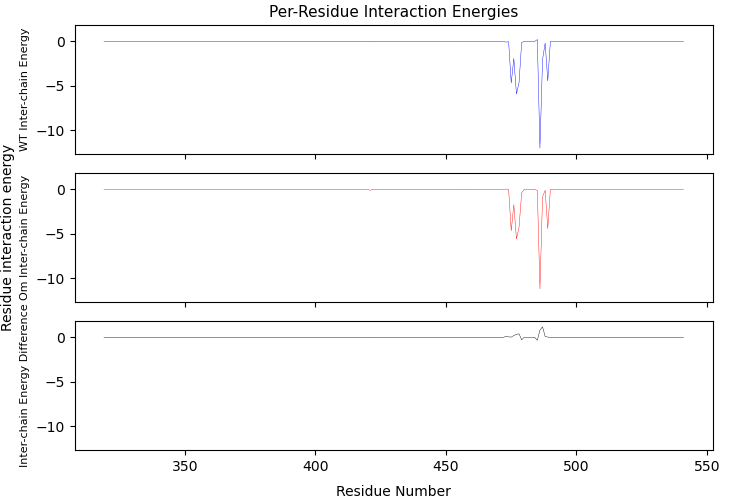 Per-Residue Interaction Energies
Residue interaction energy
WT Inter-chain Energy
0
−5
−10
Om Inter-chain Energy
0
−5
−10
Inter-chain Energy Difference
0
−5
−10
350
400
450
500
550
Residue Number